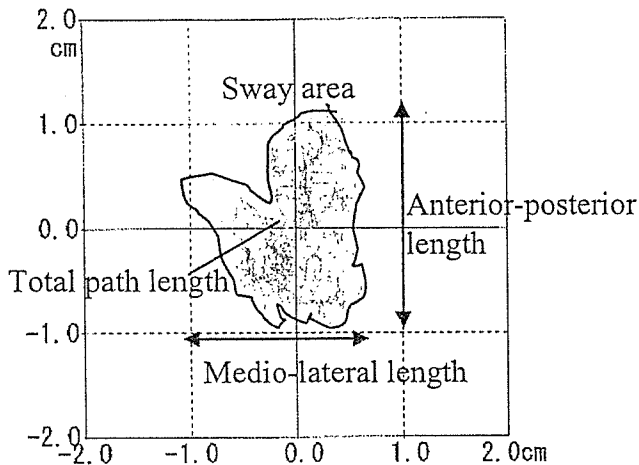 2.0
cm
Sway area
1.0
Anterior-posterior
0.0
length
Total path length
-1.0
Medio-lateral length
-2.0
-2.0 -1.0 0.0 1.0 2.0cm